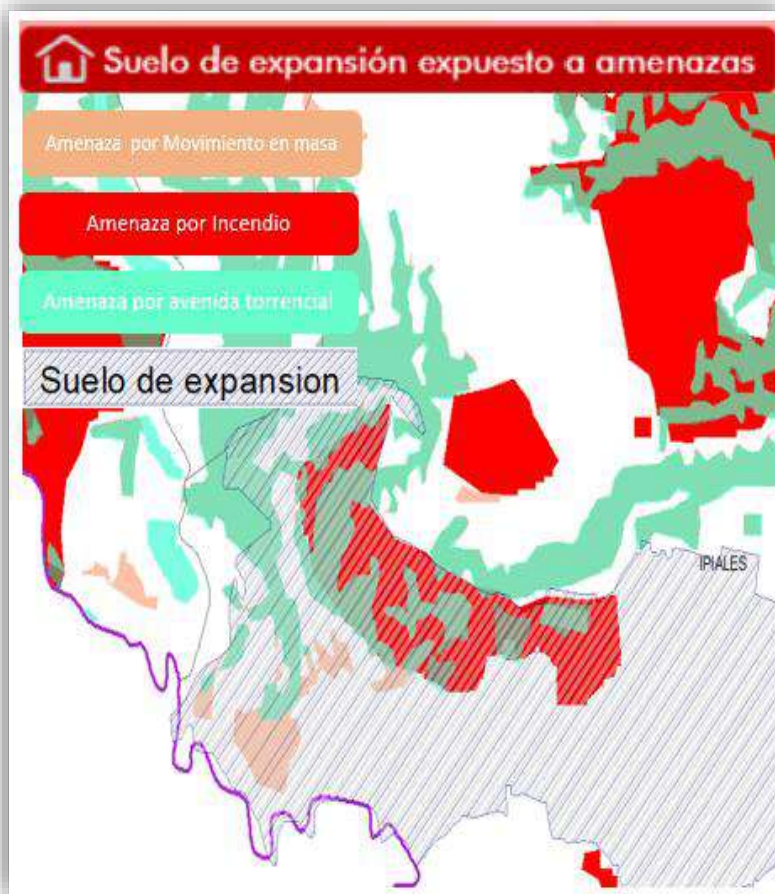 Suelo de expansión expuesto a amenazas
Amenaza por Movimiento en masa
Amenaza por Incendio
Amenaza por avenida torrencial
Suelo de expansion
IPIALES